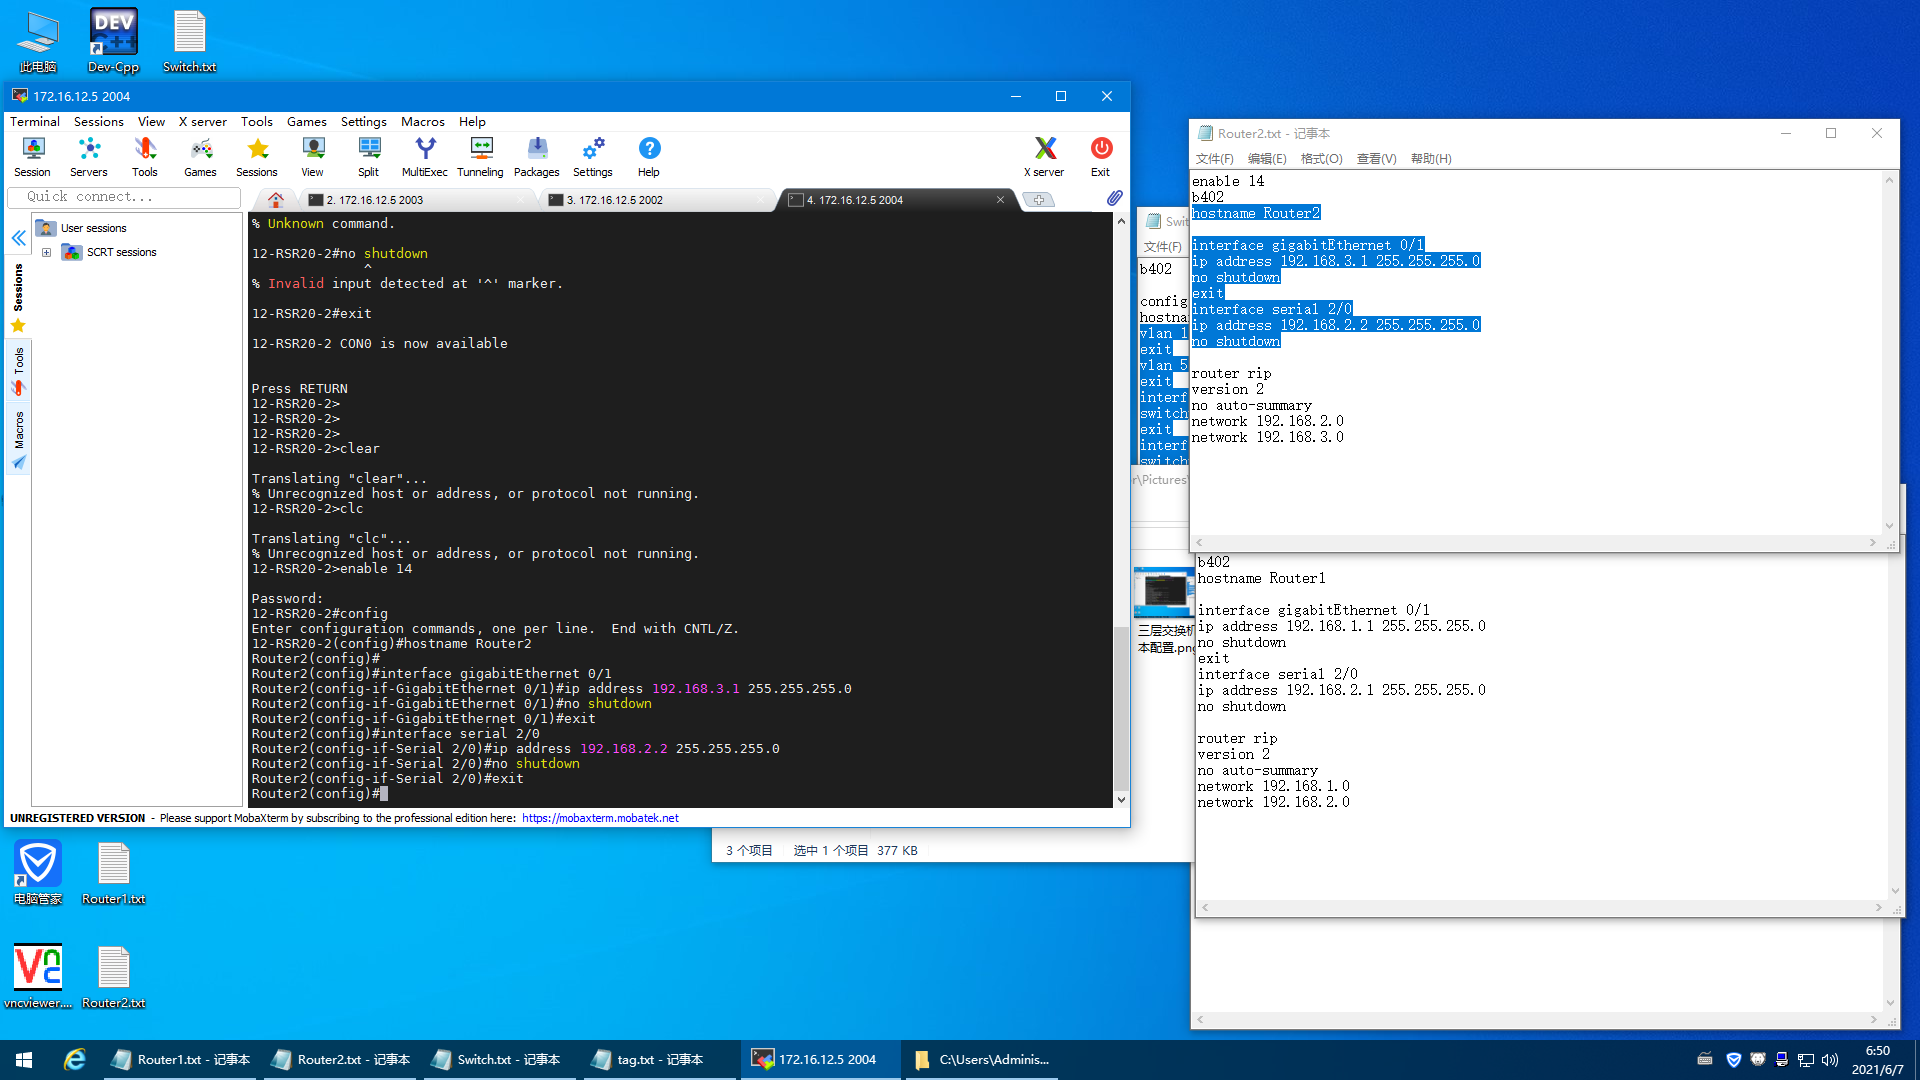 此电脑
Dev-Cpp
Switch.txt
172.16.12.5 2004
Terminal Sessions View X server Tools Games Settings Macros Help
Session Servers Tools Games Sessions View Split MultiExec Tunneling Packages Settings Help X server Exit
Quick connect...
2. 172.16.12.5 2003
3. 172.16.12.5 2002
4. 172.16.12.5 2004
User sessions
SCRT sessions
Sessions
Tools
Macros
% Unknown command.
12-RSR20-2#no shutdown
^
% Invalid input detected at '^' marker.
12-RSR20-2#exit
12-RSR20-2 CON0 is now available
Press RETURN
12-RSR20-2>
12-RSR20-2>
12-RSR20-2>
12-RSR20-2>clear
Translating "clear"...
% Unrecognized host or address, or protocol not running.
12-RSR20-2>clc
Translating "clc"...
% Unrecognized host or address, or protocol not running.
12-RSR20-2>enable 14
Password:
12-RSR20-2#config
Enter configuration commands, one per line.  End with CNTL/Z.
12-RSR20-2(config)#hostname Router2
Router2(config)#
Router2(config)#interface gigabitEthernet 0/1
Router2(config-if-GigabitEthernet 0/1)#ip address 192.168.3.1 255.255.255.0
Router2(config-if-GigabitEthernet 0/1)#no shutdown
Router2(config-if-GigabitEthernet 0/1)#exit
Router2(config)#interface serial 2/0
Router2(config-if-Serial 2/0)#ip address 192.168.2.2 255.255.255.0
Router2(config-if-Serial 2/0)#no shutdown
Router2(config-if-Serial 2/0)#exit
Router2(config)#
UNREGISTERED VERSION - Please support MobaXterm by subscribing to the professional edition here: https://mobaxterm.mobatek.net
Swit
文件(F)
b402
config
hostna
vlan 1
exit
vlan 5
exit
interf
switch
exit
interf
switch
r\Pictures
三层交换机
本配置.png
3 个项目 选中 1 个项目 377 KB
Router2.txt - 记事本
文件(F) 编辑(E) 格式(O) 查看(V) 帮助(H)
enable 14
b402
hostname Router2
interface gigabitEthernet 0/1
ip address 192.168.3.1 255.255.255.0
no shutdown
exit
interface serial 2/0
ip address 192.168.2.2 255.255.255.0
no shutdown
router rip
version 2
no auto-summary
network 192.168.2.0
network 192.168.3.0
b402
hostname Router1
interface gigabitEthernet 0/1
ip address 192.168.1.1 255.255.255.0
no shutdown
exit
interface serial 2/0
ip address 192.168.2.1 255.255.255.0
no shutdown
router rip
version 2
no auto-summary
network 192.168.1.0
network 192.168.2.0
电脑管家
Router1.txt
vncviewer....
Router2.txt
Router1.txt - 记事本
Router2.txt - 记事本
Switch.txt - 记事本
tag.txt - 记事本
172.16.12.5 2004
C:\Users\Adminis...
6:50
2021/6/7